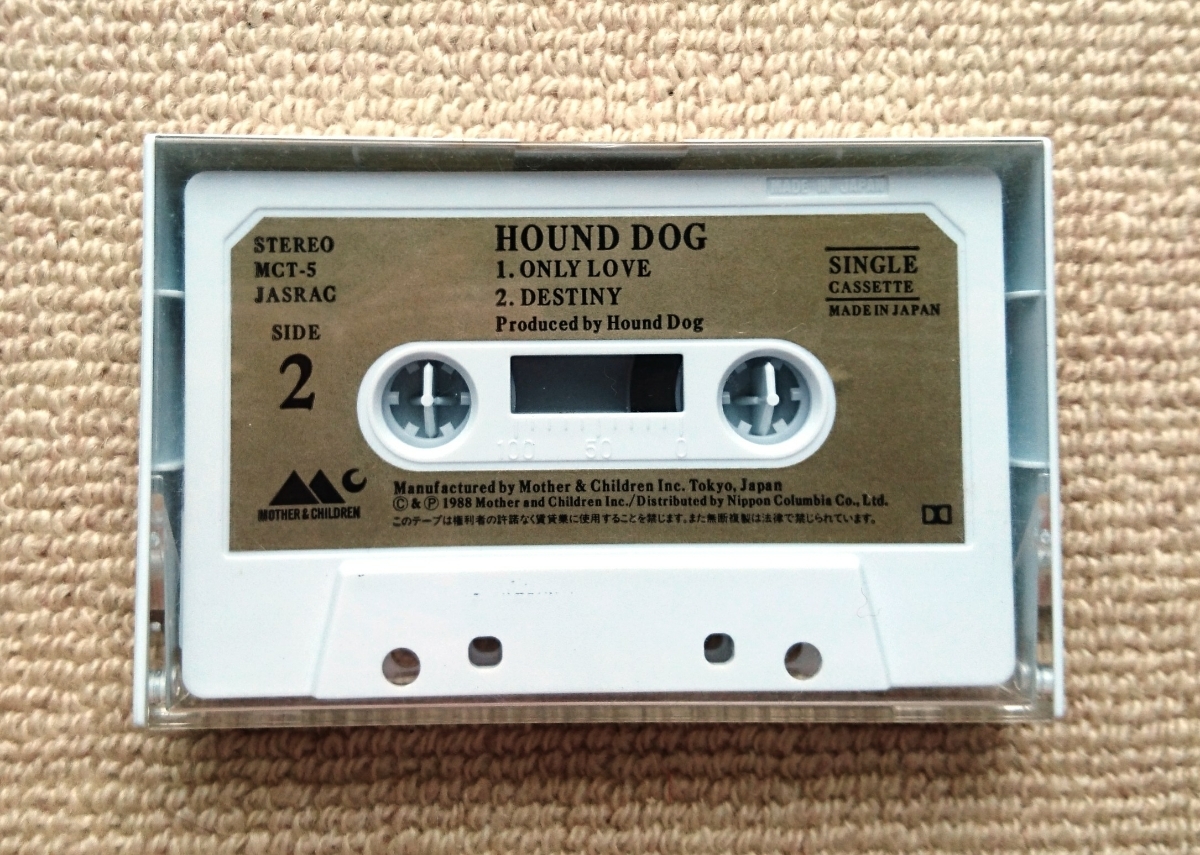 MADE IN JAPAN
STEREO
MCT-5
JASRAC
SIDE
2
HOUND DOG
1. ONLY LOVE
2. DESTINY
Produced by Hound Dog
SINGLE
CASSETTE
MADE IN JAPAN
100 50 0
MOTHER & CHILDREN
Manufactured by Mother & Children Inc. Tokyo, Japan
Ⓒ & Ⓟ 1988 Mother and Children Inc./Distributed by Nippon Columbia Co., Ltd.
このテープは権利者の許諾なく賃貸業に使用することを禁じます。また無断複製は法律で禁じられています。